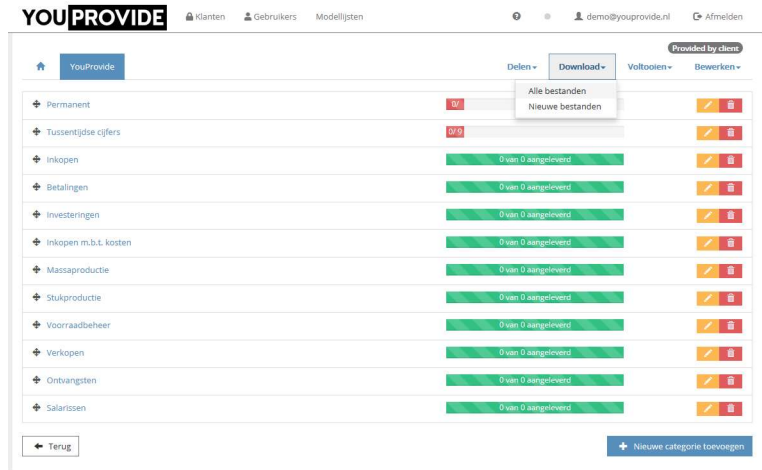 YOUPROVIDE Klanten Gebruikers Modellijsten demo@youprovide.nl Afmelden
Provided by client
YouProvide Delen Download Voltooien Bewerken
Alle bestanden
Nieuwe bestanden
Permanent 0/
Tussentijdse cijfers 0/ 9
Inkopen 0 van 0 aangeleverd
Betalingen 0 van 0 aangeleverd
Investeringen 0 van 0 aangeleverd
Inkopen m.b.t. kosten 0 van 0 aangeleverd
Massaproductie 0 van 0 aangeleverd
Stukproductie 0 van 0 aangeleverd
Voorraadbeheer 0 van 0 aangeleverd
Verkopen 0 van 0 aangeleverd
Ontvangsten 0 van 0 aangeleverd
Salarissen 0 van 0 aangeleverd
Terug Nieuwe categorie toevoegen